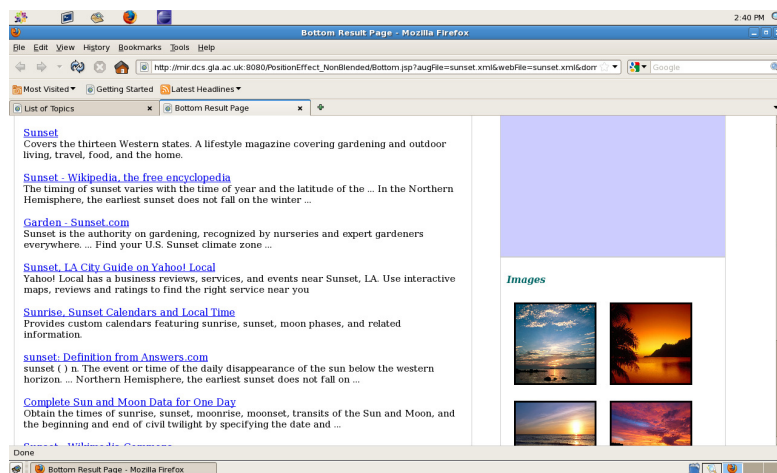 2:40 PM
Bottom Result Page - Mozilla Firefox
File Edit View History Bookmarks Tools Help
http://mir.dcs.gla.ac.uk:8080/PositionEffect_NonBlended/Bottom.jsp?augFile=sunset.xml&webFile=sunset.xml&dorr
Google
Most Visited Getting Started Latest Headlines
List of Topics Bottom Result Page
Sunset
Covers the thirteen Western states. A lifestyle magazine covering gardening and outdoor
living, travel, food, and the home.
Sunset - Wikipedia, the free encyclopedia
The timing of sunset varies with the time of year and the latitude of the ... In the Northern
Hemisphere, the earliest sunset does not fall on the winter ...
Garden - Sunset.com
Sunset is the authority on gardening, recognized by nurseries and expert gardeners
everywhere. ... Find your U.S. Sunset climate zone ...
Sunset, LA City Guide on Yahoo! Local
Yahoo! Local has a business reviews, services, and events near Sunset, LA. Use interactive
maps, reviews and ratings to find the right service near you
Sunrise, Sunset Calendars and Local Time
Provides custom calendars featuring sunrise, sunset, moon phases, and related
information.
sunset: Definition from Answers.com
sunset ( ) n. The event or time of the daily disappearance of the sun below the western
horizon. ... Northern Hemisphere, the earliest sunset does not fall on ...
Complete Sun and Moon Data for One Day
Obtain the times of sunrise, sunset, moonrise, moonset, transits of the Sun and Moon, and
the beginning and end of civil twilight by specifying the date and ...
Sunset - Wikimedia Commons
Images
Done
Bottom Result Page - Mozilla Firefox